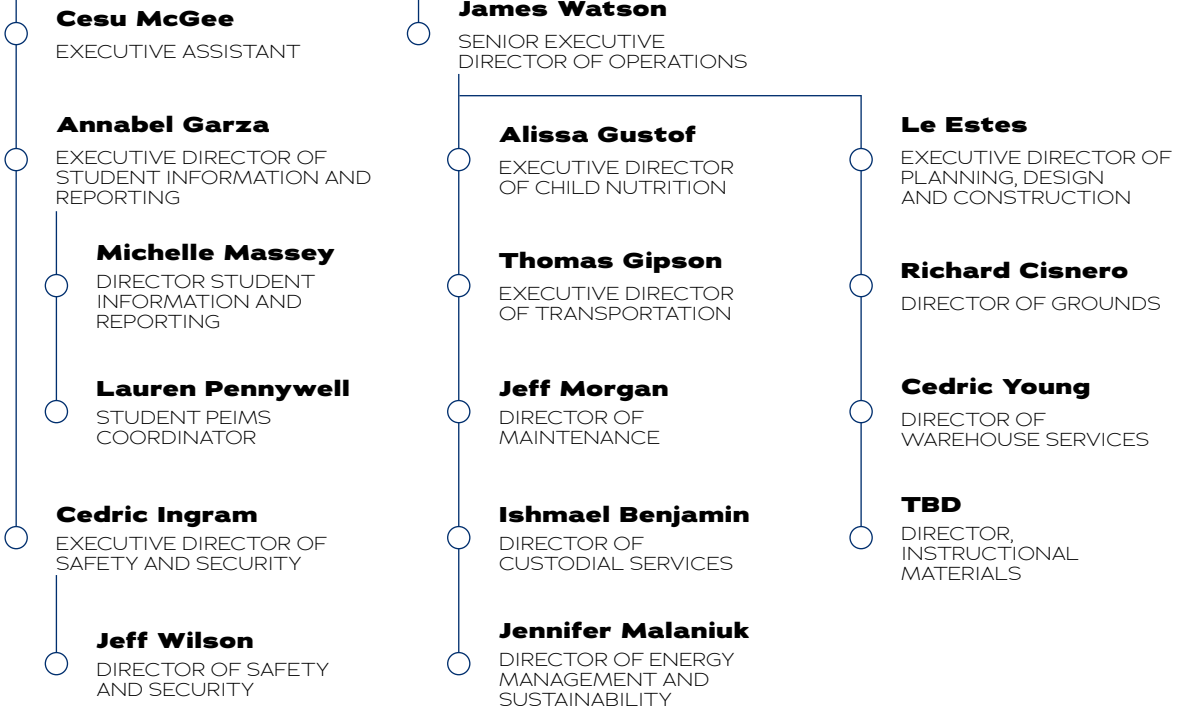 Cesu McGee
EXECUTIVE ASSISTANT
Annabel Garza
EXECUTIVE DIRECTOR OF
STUDENT INFORMATION AND
REPORTING
Michelle Massey
DIRECTOR STUDENT
INFORMATION AND
REPORTING
Lauren Pennywell
STUDENT PEIMS
COORDINATOR
Cedric Ingram
EXECUTIVE DIRECTOR OF
SAFETY AND SECURITY
Jeff Wilson
DIRECTOR OF SAFETY
AND SECURITY
James Watson
SENIOR EXECUTIVE
DIRECTOR OF OPERATIONS
Alissa Gustof
EXECUTIVE DIRECTOR
OF CHILD NUTRITION
Thomas Gipson
EXECUTIVE DIRECTOR
OF TRANSPORTATION
Jeff Morgan
DIRECTOR OF
MAINTENANCE
Ishmael Benjamin
DIRECTOR OF
CUSTODIAL SERVICES
Jennifer Malaniuk
DIRECTOR OF ENERGY
MANAGEMENT AND
SUSTAINABILITY
Le Estes
EXECUTIVE DIRECTOR OF
PLANNING, DESIGN
AND CONSTRUCTION
Richard Cisnero
DIRECTOR OF GROUNDS
Cedric Young
DIRECTOR OF
WAREHOUSE SERVICES
TBD
DIRECTOR,
INSTRUCTIONAL
MATERIALS